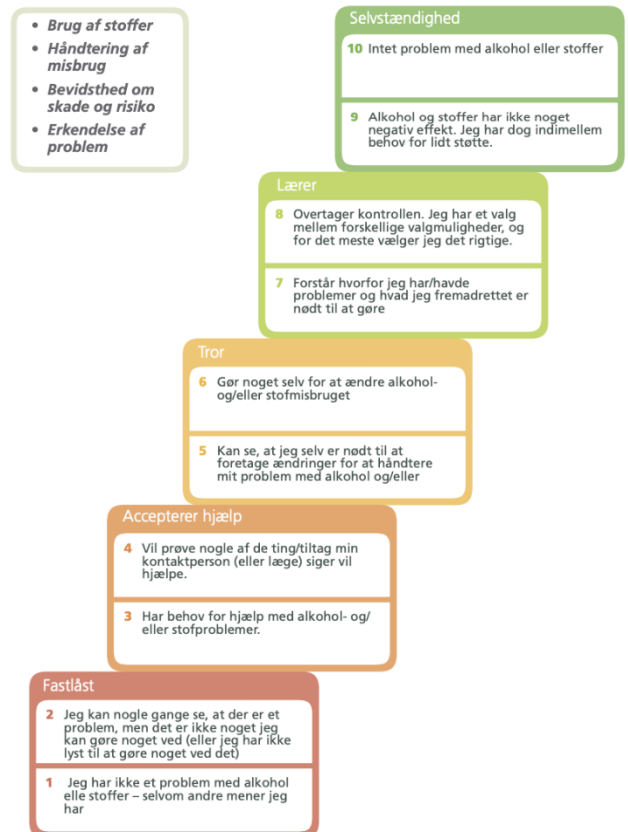 • Brug af stoffer
• Håndtering af
misbrug
• Bevidsthed om
skade og risiko
• Erkendelse af
problem
Selvstændighed
10 Intet problem med alkohol eller stoffer
9 Alkohol og stoffer har ikke noget
negativ effekt. Jeg har dog indimellem
behov for lidt støtte.
Lærer
8 Overtager kontrollen. Jeg har et valg
mellem forskellige valgmuligheder, og
for det meste vælger jeg det rigtige.
7 Forstår hvorfor jeg har/havde
problemer og hvad jeg fremadrettet er
nødt til at gøre
Tror
6 Gør noget selv for at ændre alkohol-
og/eller stofmisbruget
5 Kan se, at jeg selv er nødt til at
foretage ændringer for at håndtere
mit problem med alkohol og/eller
Accepterer hjælp
4 Vil prøve nogle af de ting/tiltag min
kontaktperson (eller læge) siger vil
hjælpe.
3 Har behov for hjælp med alkohol- og/
eller stofproblemer.
Fastlåst
2 Jeg kan nogle gange se, at der er et
problem, men det er ikke noget jeg
kan gøre noget ved (eller jeg har ikke
lyst til at gøre noget ved det)
1 Jeg har ikke et problem med alkohol
elle stoffer – selvom andre mener jeg
har